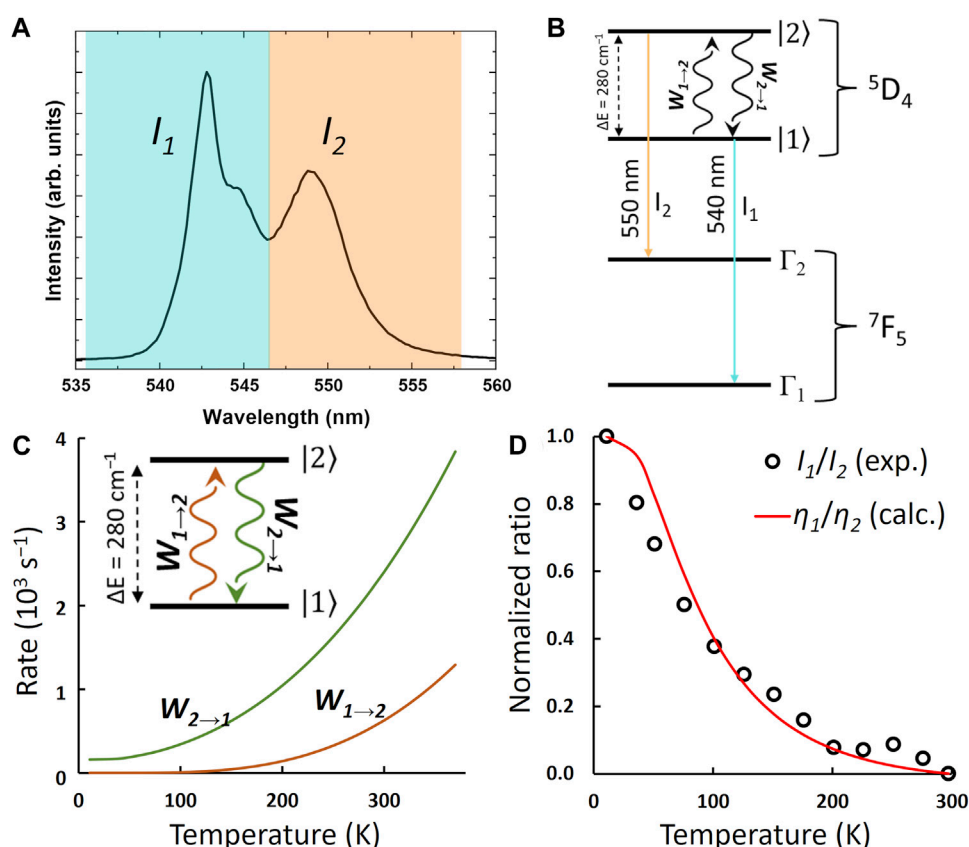 A
I1
I2
Intensity (arb. units)
535
540
545
550
555
560
Wavelength (nm)
B
|2⟩
ΔE = 280 cm−1
W1→2
W2→1
|1⟩
5D4
550 nm
I2
540 nm
I1
Γ2
7F5
Γ1
C
4
3
2
1
0
Rate (103 s−1)
ΔE = 280 cm−1
|2⟩
W1→2
W2→1
|1⟩
W2→1
W1→2
0
100
200
300
Temperature (K)
D
1.0
0.8
0.6
0.4
0.2
0.0
Normalized ratio
I1/I2 (exp.)
η1/η2 (calc.)
0
100
200
300
Temperature (K)